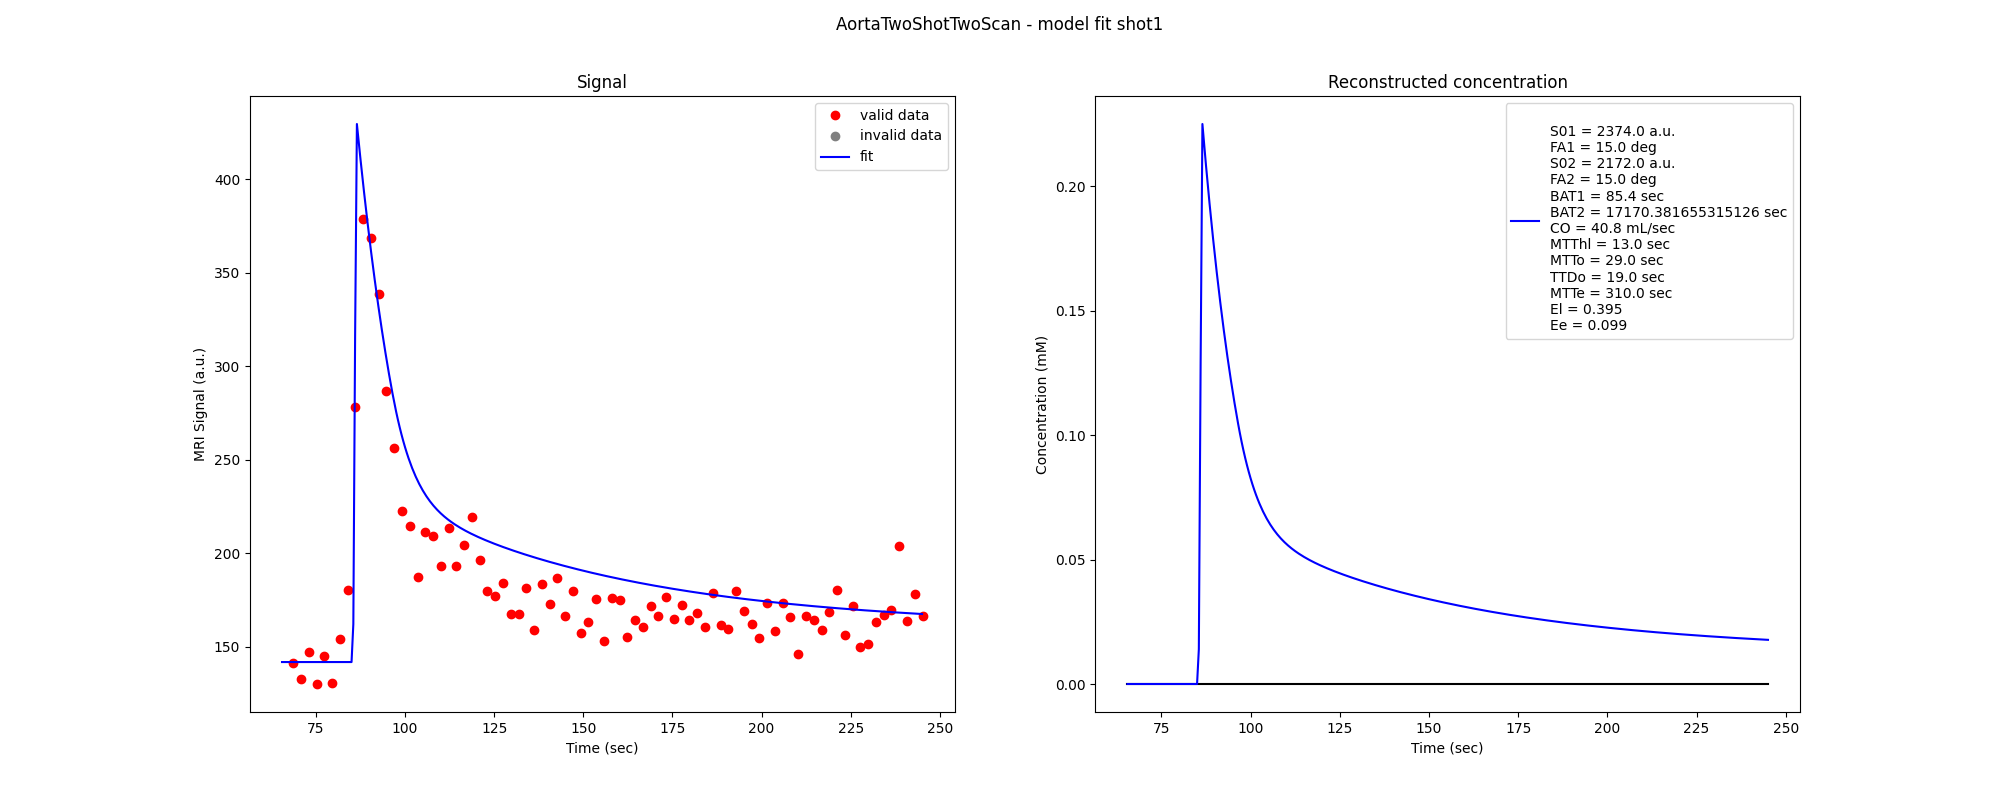 AortaTwoShotTwoScan - model fit shot1
Signal
MRI Signal (a.u.)
400
350
300
250
200
150
75
100
125
150
175
200
225
250
Time (sec)
valid data
invalid data
fit
Reconstructed concentration
Concentration (mM)
0.20
0.15
0.10
0.05
0.00
75
100
125
150
175
200
225
250
Time (sec)
S01 = 2374.0 a.u.
FA1 = 15.0 deg
S02 = 2172.0 a.u.
FA2 = 15.0 deg
BAT1 = 85.4 sec
BAT2 = 17170.381655315126 sec
CO = 40.8 mL/sec
MTThl = 13.0 sec
MTTo = 29.0 sec
TTDo = 19.0 sec
MTTe = 310.0 sec
El = 0.395
Ee = 0.099